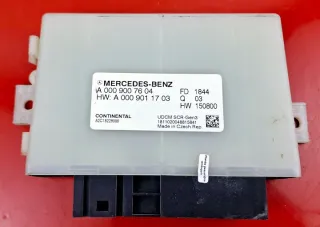 MERCEDES-BENZ
A 000 900 76 04 FD 1844
HW: A 000 901 17 03 Q 03
HW 150800
CONTINENTAL UDCM SCR Gen3
Made in Czech Rep.